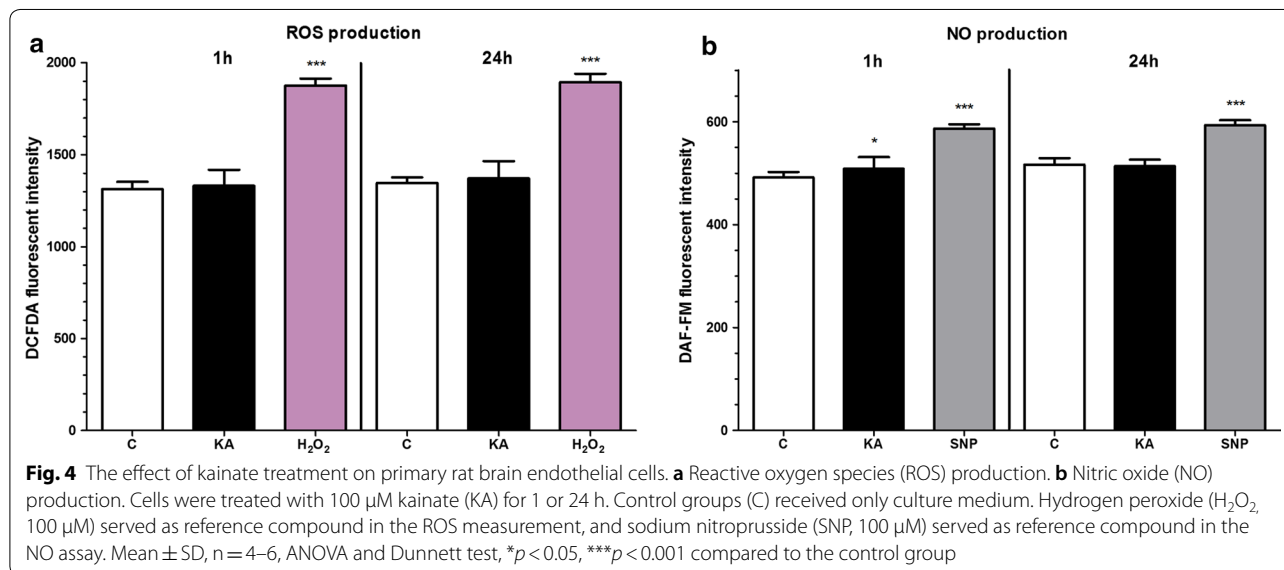 a
ROS production
1h
24h
***
***
DCFDA fluorescent intensity
2000
1500
1000
500
0
C KA H₂O₂ C KA H₂O₂
b
NO production
1h
24h
*
***
***
DAF-FM fluorescent intensity
600
400
200
0
C KA SNP C KA SNP
Fig. 4 The effect of kainate treatment on primary rat brain endothelial cells. a Reactive oxygen species (ROS) production. b Nitric oxide (NO)
production. Cells were treated with 100 µM kainate (KA) for 1 or 24 h. Control groups (C) received only culture medium. Hydrogen peroxide (H₂O₂,
100 µM) served as reference compound in the ROS measurement, and sodium nitroprusside (SNP, 100 µM) served as reference compound in the
NO assay. Mean ± SD, n = 4–6, ANOVA and Dunnett test, *p < 0.05, ***p < 0.001 compared to the control group